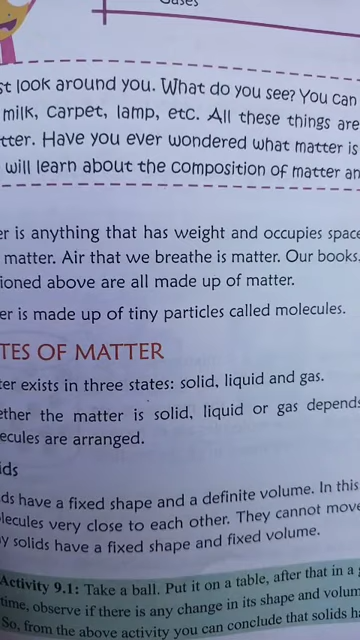 Gases
st look around you. What do you see? You can
milk, carpet, lamp, etc. All these things are
tter. Have you ever wondered what matter is
will learn about the composition of matter an
er is anything that has weight and occupies space
matter. Air that we breathe is matter. Our books.
ioned above are all made up of matter.
er is made up of tiny particles called molecules.
TES OF MATTER
ter exists in three states: solid, liquid and gas.
ether the matter is solid, liquid or gas depends
ecules are arranged.
ids
ds have a fixed shape and a definite volume. In this
lecules very close to each other. They cannot move
y solids have a fixed shape and fixed volume.
Activity 9.1: Take a ball. Put it on a table, after that in a
time, observe if there is any change in its shape and volum
So, from the above activity you can conclude that solids ha